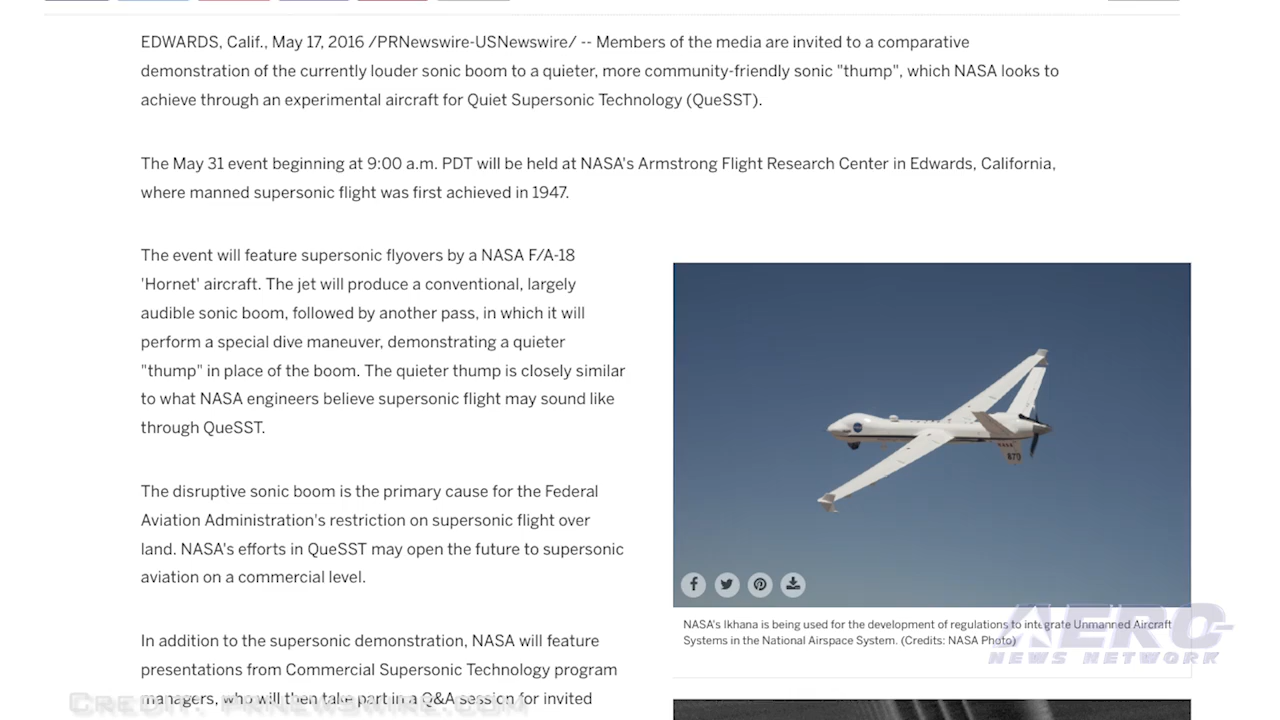 EDWARDS, Calif., May 17, 2016 /PRNewswire-USNewswire/ -- Members of the media are invited to a comparative
demonstration of the currently louder sonic boom to a quieter, more community-friendly sonic "thump", which NASA looks to
achieve through an experimental aircraft for Quiet Supersonic Technology (QueSST).
The May 31 event beginning at 9:00 a.m. PDT will be held at NASA's Armstrong Flight Research Center in Edwards, California,
where manned supersonic flight was first achieved in 1947.
The event will feature supersonic flyovers by a NASA F/A-18
'Hornet' aircraft. The jet will produce a conventional, largely
audible sonic boom, followed by another pass, in which it will
perform a special dive maneuver, demonstrating a quieter
"thump" in place of the boom. The quieter thump is closely similar
to what NASA engineers believe supersonic flight may sound like
through QueSST.
The disruptive sonic boom is the primary cause for the Federal
Aviation Administration's restriction on supersonic flight over
land. NASA's efforts in QueSST may open the future to supersonic
aviation on a commercial level.
In addition to the supersonic demonstration, NASA will feature
presentations from Commercial Supersonic Technology program
managers, who will then take part in a Q&A session for invited
Credit: PRNewswire.com
870
NASA's Ikhana is being used for the development of regulations to integrate Unmanned Aircraft
Systems in the National Airspace System. (Credits: NASA Photo)
AERO
NEWS NETWORK